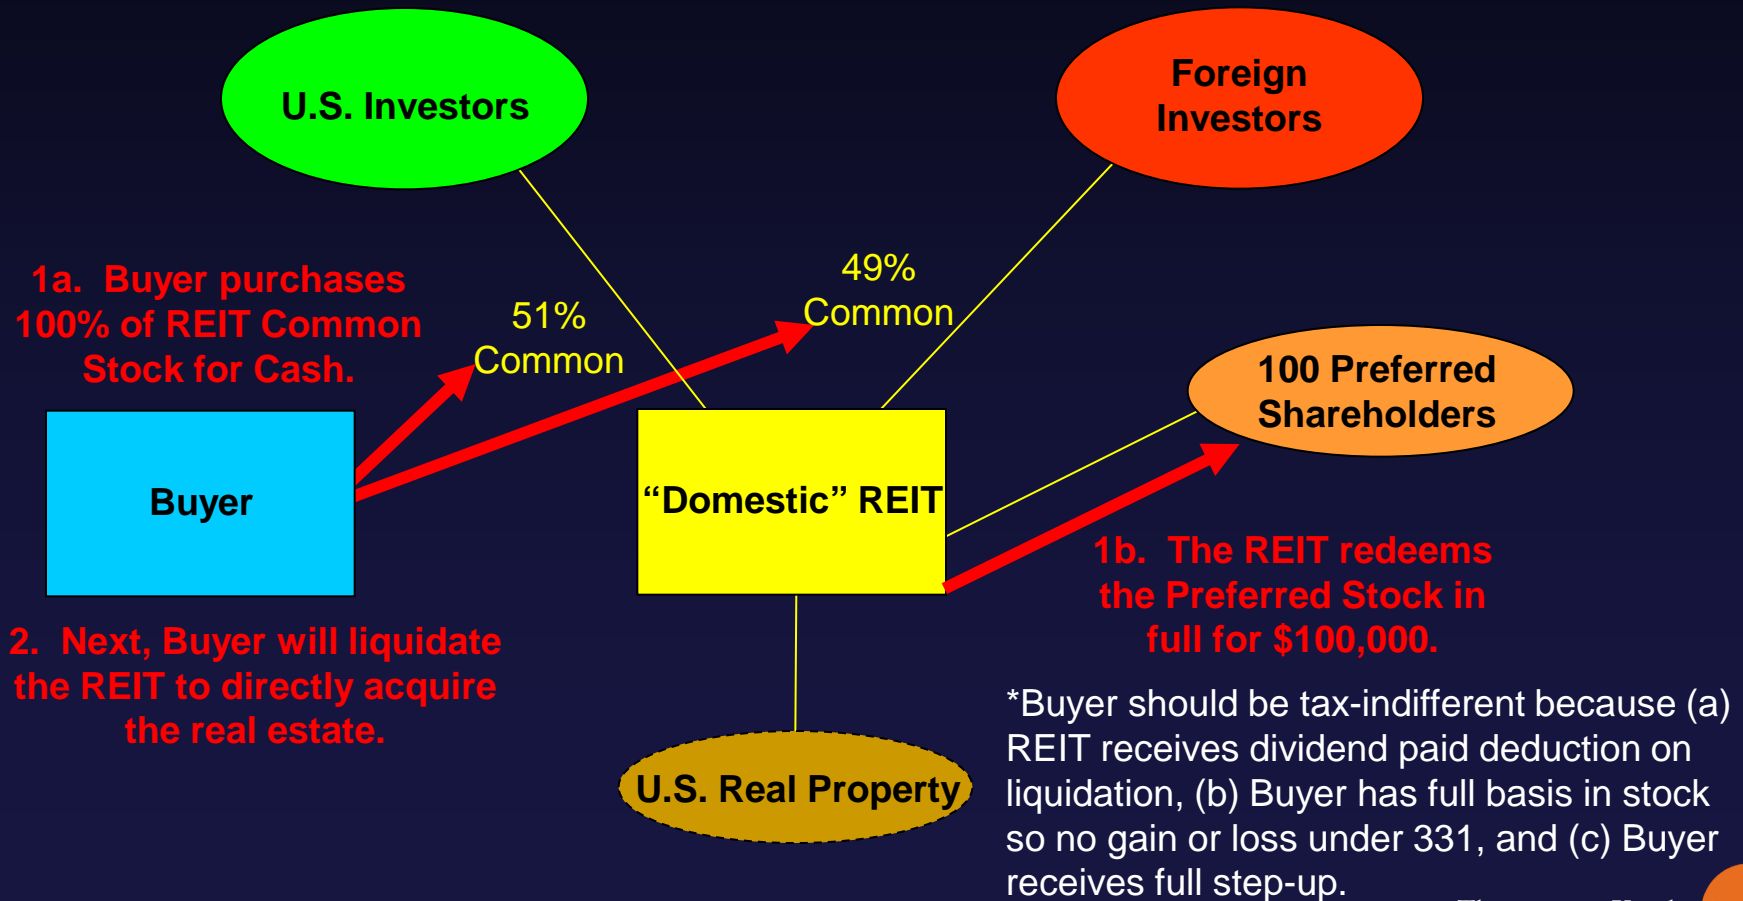 U.S. Investors
Foreign
Investors
1a. Buyer purchases
100% of REIT Common
Stock for Cash.
51%
Common
49%
Common
100 Preferred
Shareholders
Buyer
“Domestic” REIT
1b. The REIT redeems
the Preferred Stock in
full for $100,000.
2. Next, Buyer will liquidate
the REIT to directly acquire
the real estate.
U.S. Real Property
*Buyer should be tax-indifferent because (a)
REIT receives dividend paid deduction on
liquidation, (b) Buyer has full basis in stock
so no gain or loss under 331, and (c) Buyer
receives full step-up.